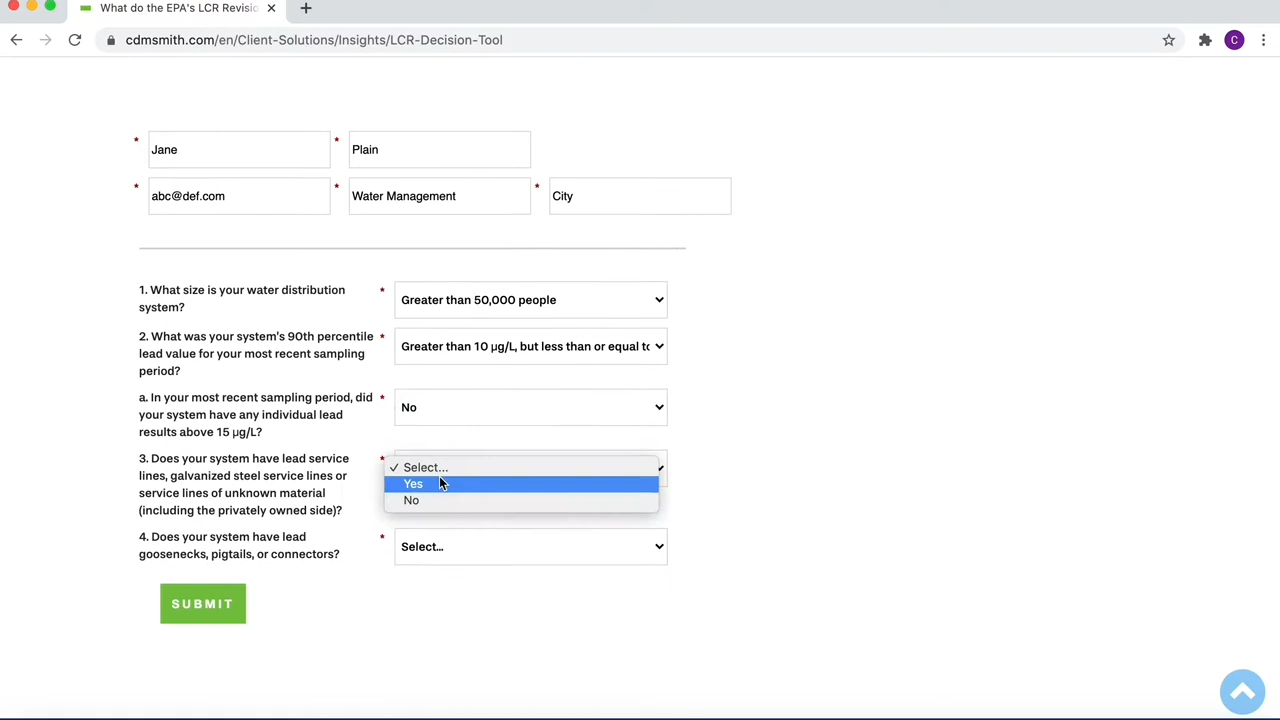 What do the EPA's LCR Revisio
cdmsmith.com/en/Client-Solutions/Insights/LCR-Decision-Tool
C
* Jane * Plain
* abc@def.com * Water Management * City
1. What size is your water distribution
system?
* Greater than 50,000 people
2. What was your system's 90th percentile
lead value for your most recent sampling
period?
* Greater than 10 µg/L, but less than or equal to
a. In your most recent sampling period, did
your system have any individual lead
results above 15 µg/L?
* No
3. Does your system have lead service
lines, galvanized steel service lines or
service lines of unknown material
(including the privately owned side)?
* ✓ Select...
Yes
No
4. Does your system have lead
goosenecks, pigtails, or connectors?
* Select...
SUBMIT